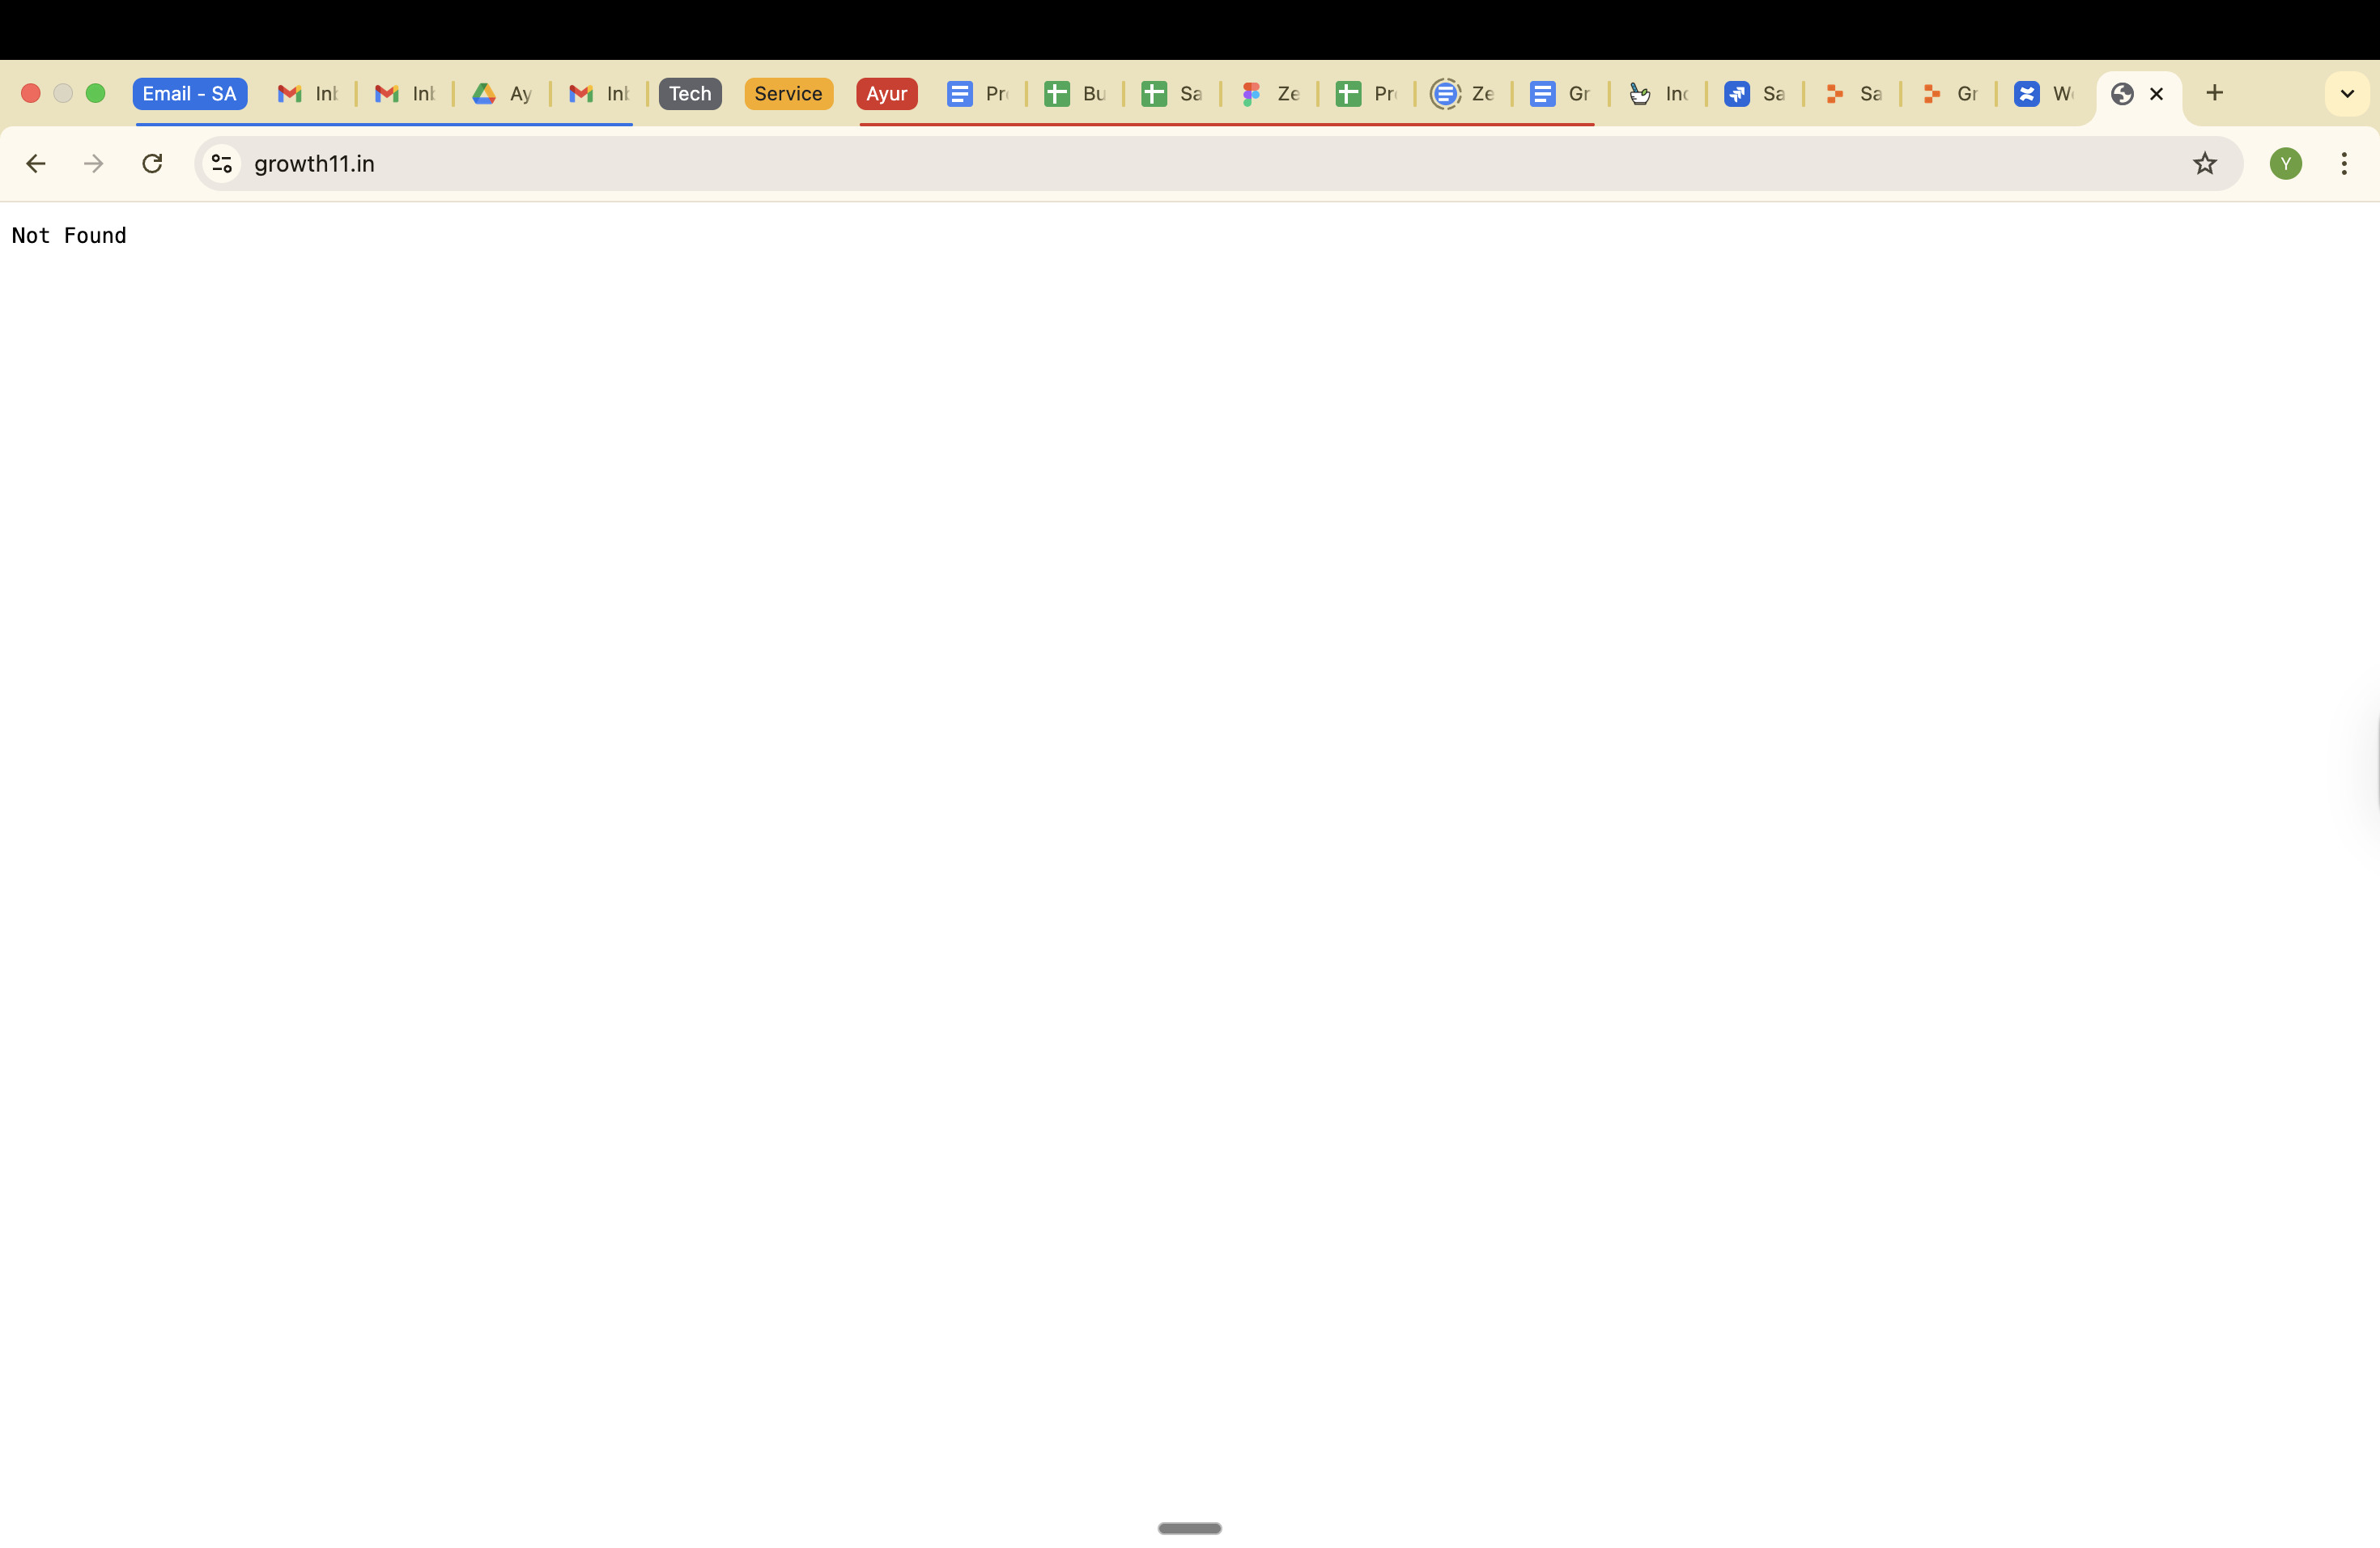 Email - SA Inb Inb Ay Inb Tech Service Ayur Pr Bu Sa Ze Pr Ze Gr Inc Sa Sa Gr W
growth11.in Y
Not Found